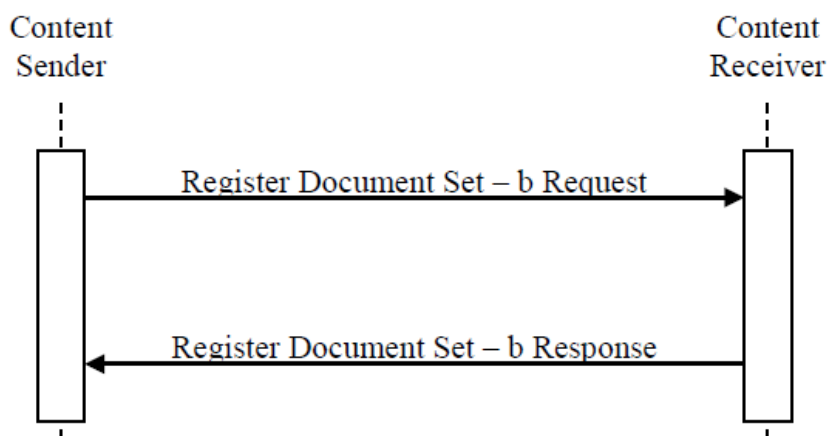 Content
Sender
Content
Receiver
Register Document Set – b Request
Register Document Set – b Response